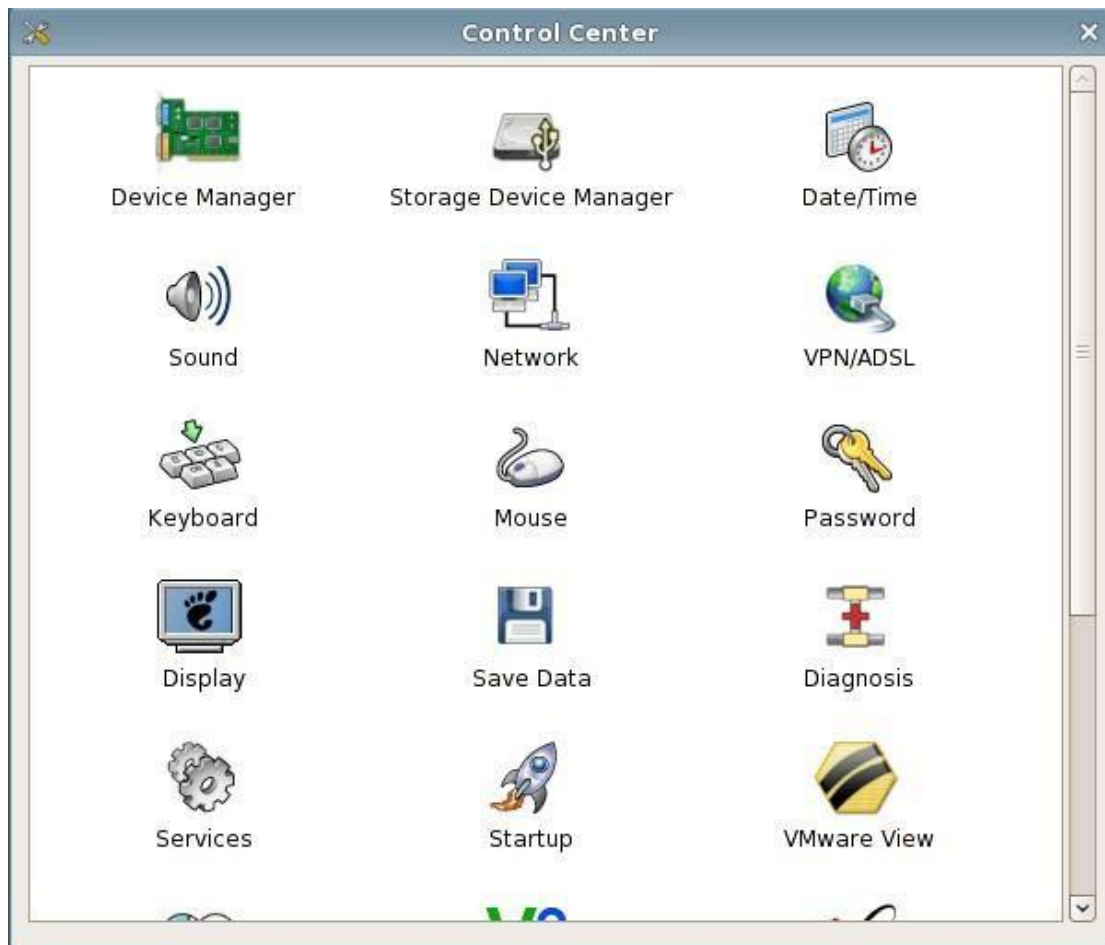 Control Center
Device Manager Storage Device Manager Date/Time
Sound Network VPN/ADSL
Keyboard Mouse Password
Display Save Data Diagnosis
Services Startup VMware View